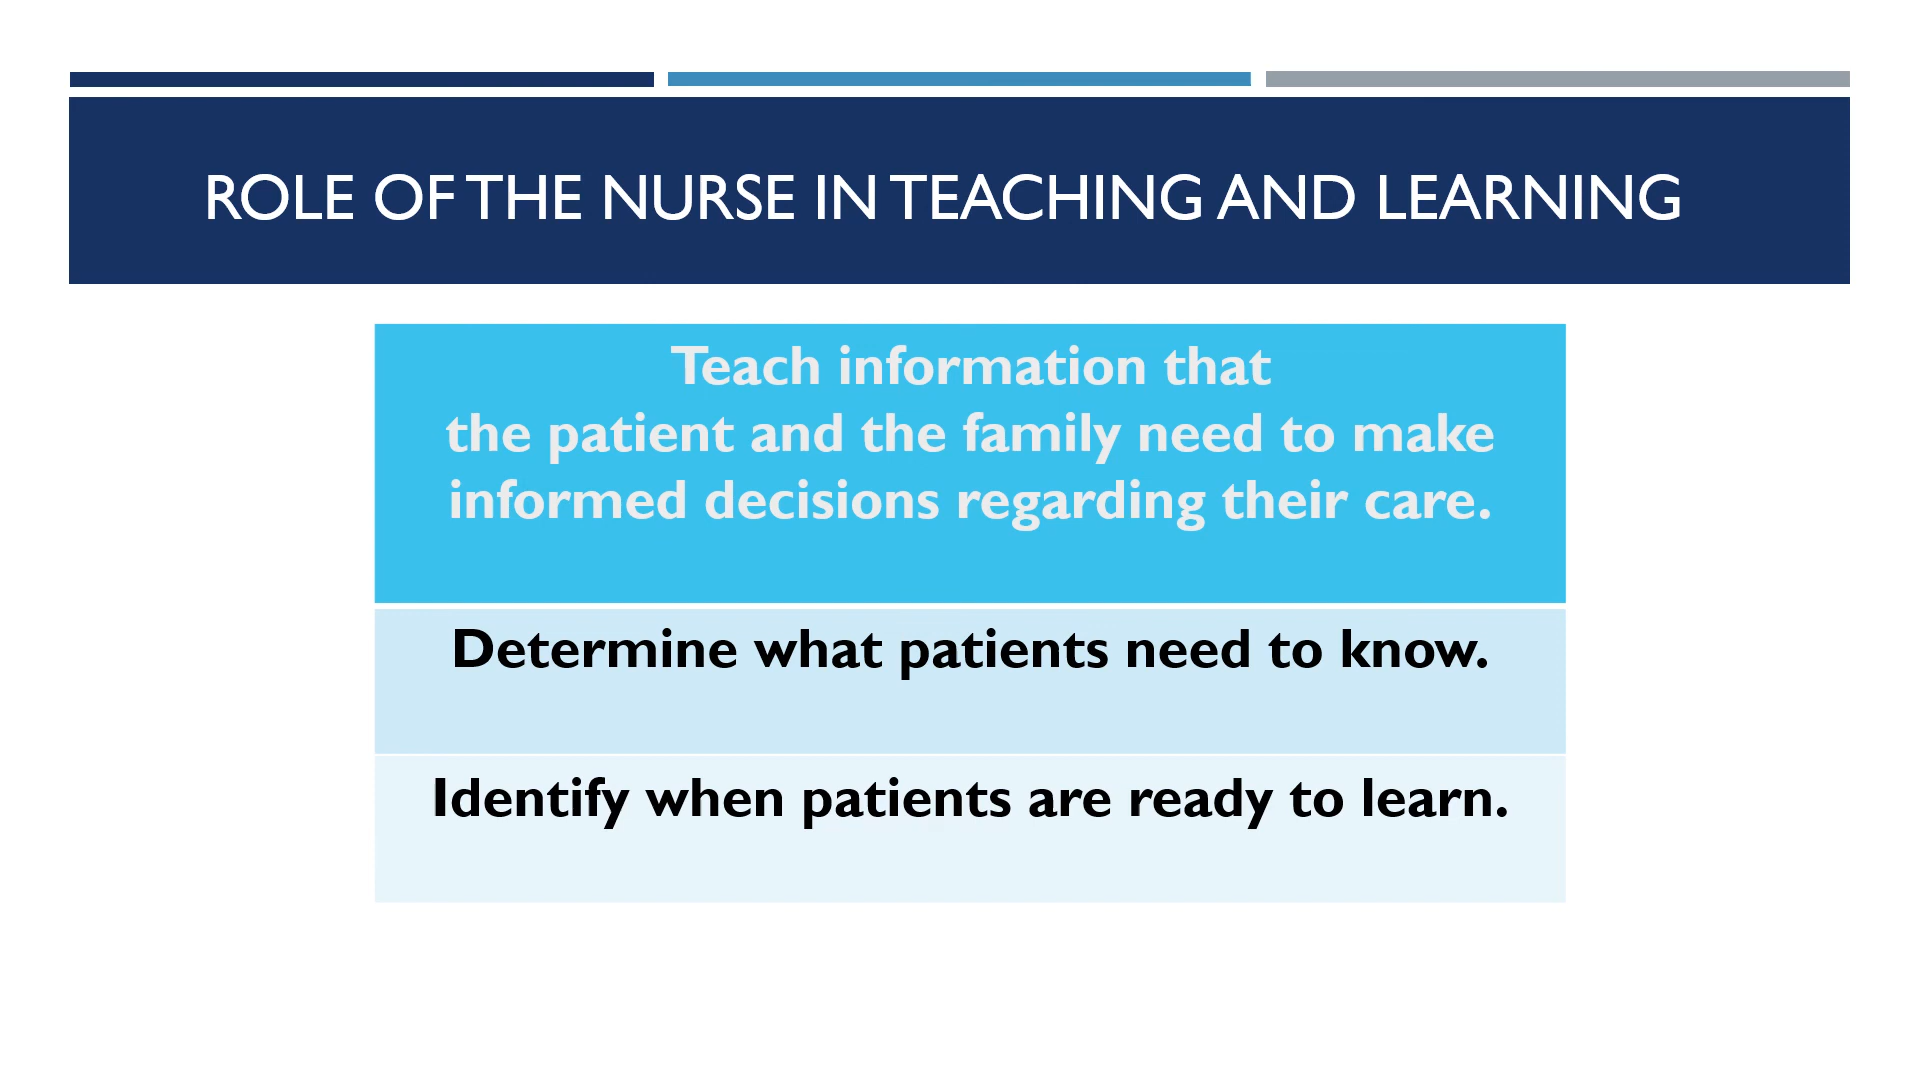 ROLE OF THE NURSE IN TEACHING AND LEARNING
Teach information that
the patient and the family need to make
informed decisions regarding their care.
Determine what patients need to know.
Identify when patients are ready to learn.